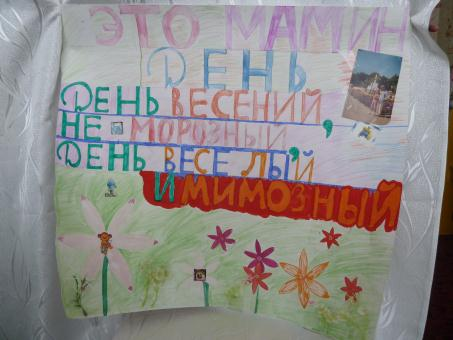 ЭТО МАМИН
ДЕНЬ
ДЕНЬ ВЕСЕНИЙ,
НЕ МОРОЗНЫЙ,
ДЕНЬ ВЕСЕЛЫЙ
И МИМОЗНЫЙ